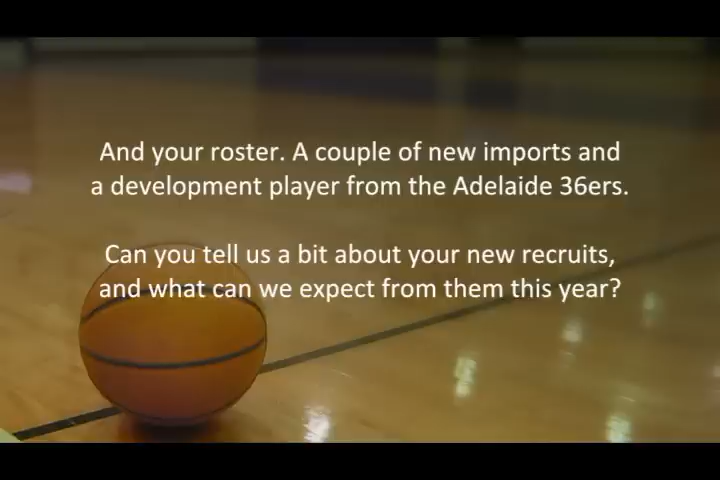 And your roster. A couple of new imports and
a development player from the Adelaide 36ers.
Can you tell us a bit about your new recruits,
and what can we expect from them this year?